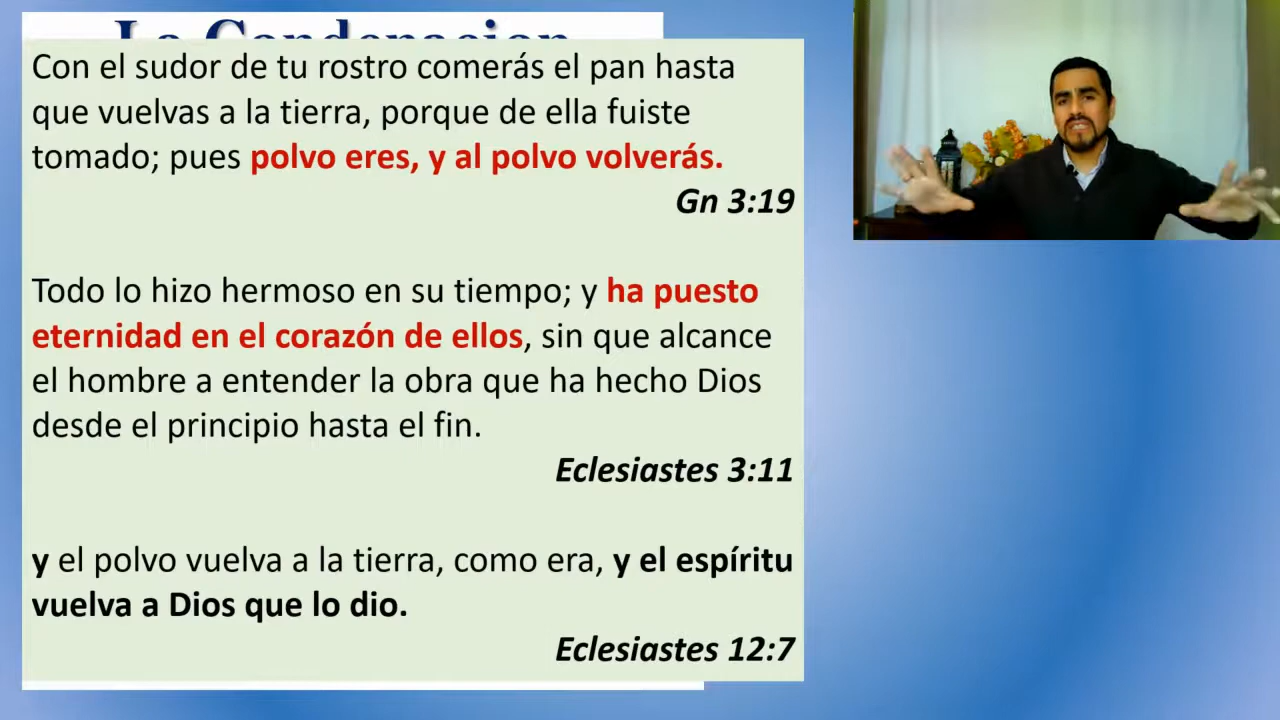 La Condenacion
Con el sudor de tu rostro comerás el pan hasta
que vuelvas a la tierra, porque de ella fuiste
tomado; pues polvo eres, y al polvo volverás.
Gn 3:19
Todo lo hizo hermoso en su tiempo; y ha puesto
eternidad en el corazón de ellos, sin que alcance
el hombre a entender la obra que ha hecho Dios
desde el principio hasta el fin.
Eclesiastes 3:11
y el polvo vuelva a la tierra, como era, y el espíritu
vuelva a Dios que lo dio.
Eclesiastes 12:7